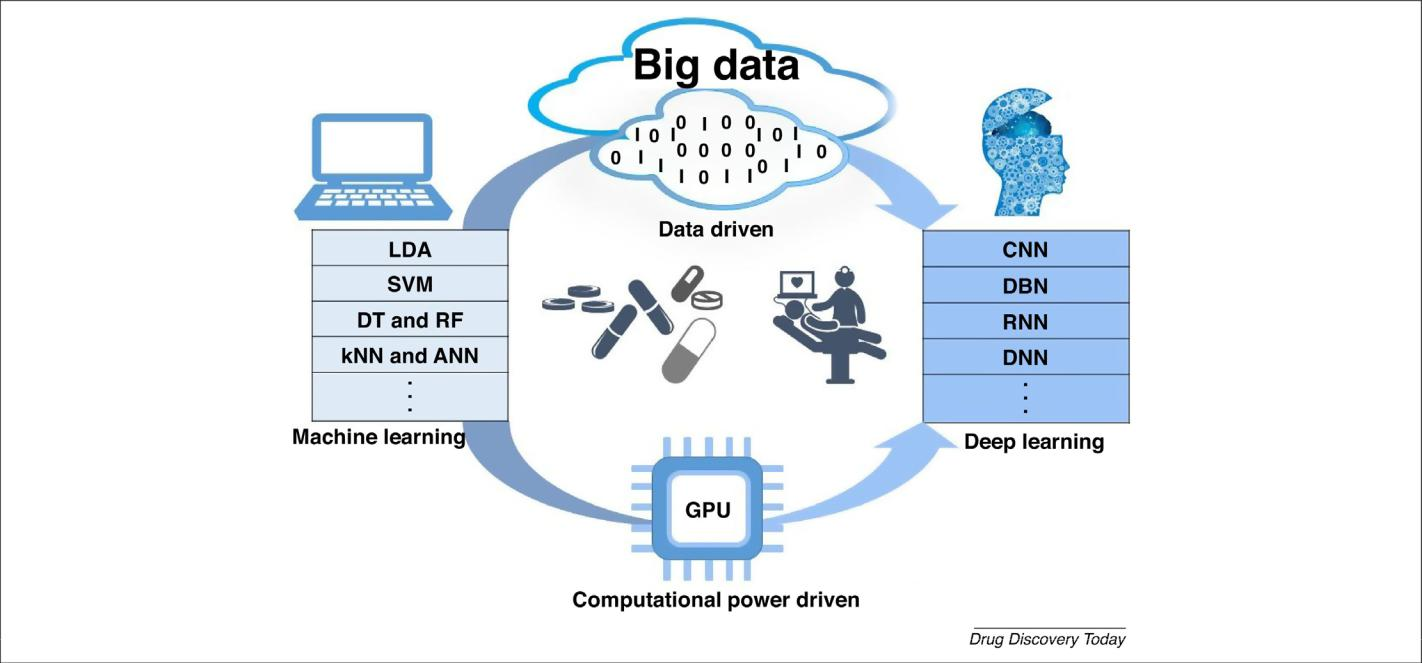 Big data
0 I 0 0
I 0 I
I 0 I
0 I I
0 0 0 0
0 I
I 0
I 0 I I
Data driven
LDA
SVM
DT and RF
kNN and ANN
.
.
.
Machine learning
CNN
DBN
RNN
DNN
.
.
.
Deep learning
GPU
Computational power driven
Drug Discovery Today